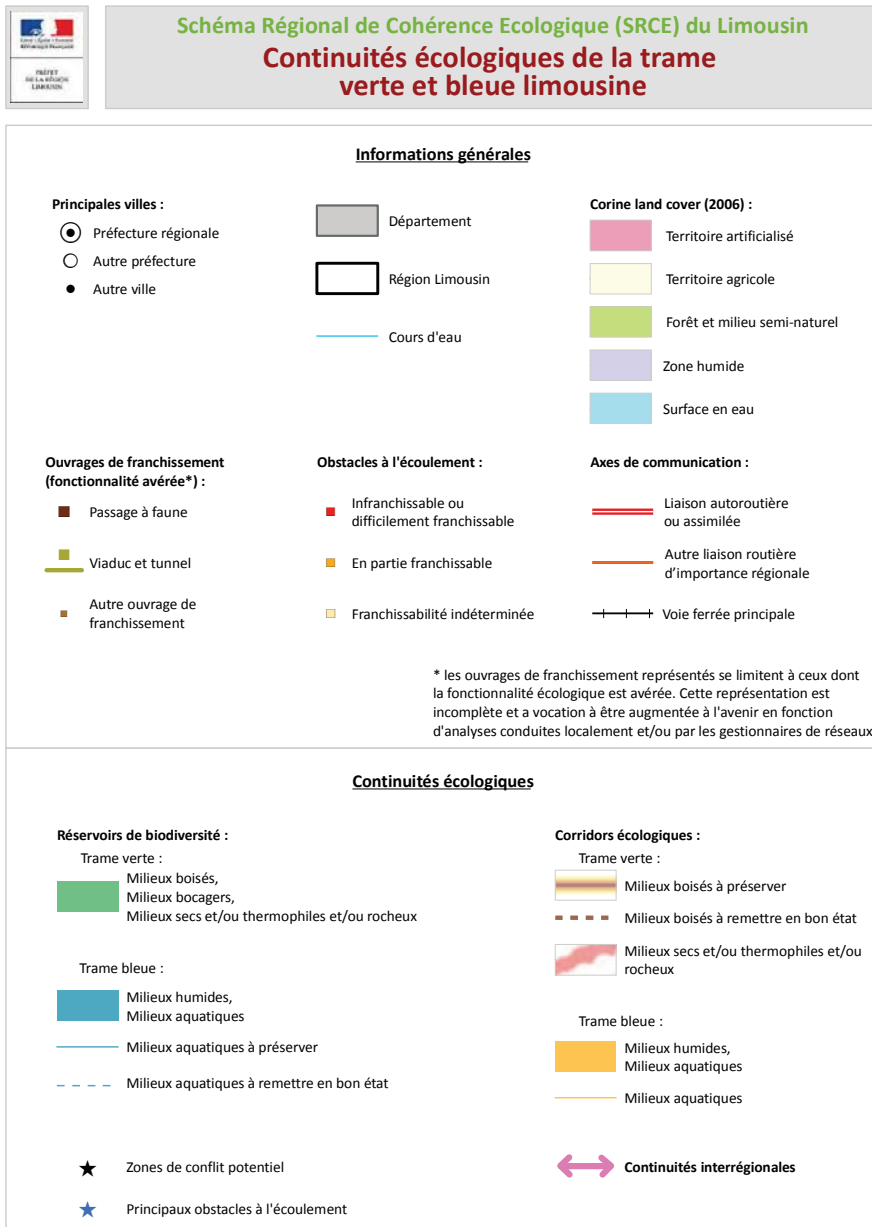 Schéma Régional de Cohérence Ecologique (SRCE) du Limousin
Continuités écologiques de la trame
verte et bleue limousine
RÉPUBLIQUE FRANÇAISE
PRÉFET
DE LA RÉGION
LIMOUSIN
Informations générales
Principales villes :
Préfecture régionale
Autre préfecture
Autre ville
Département
Région Limousin
Cours d'eau
Corine land cover (2006) :
Territoire artificialisé
Territoire agricole
Forêt et milieu semi-naturel
Zone humide
Surface en eau
Ouvrages de franchissement
(fonctionnalité avérée*) :
Passage à faune
Viaduc et tunnel
Autre ouvrage de
franchissement
Obstacles à l'écoulement :
Infranchissable ou
difficilement franchissable
En partie franchissable
Franchissabilité indéterminée
Axes de communication :
Liaison autoroutière
ou assimilée
Autre liaison routière
d’importance régionale
Voie ferrée principale
* les ouvrages de franchissement représentés se limitent à ceux dont
la fonctionnalité écologique est avérée. Cette représentation est
incomplète et a vocation à être augmentée à l'avenir en fonction
d'analyses conduites localement et/ou par les gestionnaires de réseaux
Continuités écologiques
Réservoirs de biodiversité :
Trame verte :
Milieux boisés,
Milieux bocagers,
Milieux secs et/ou thermophiles et/ou rocheux
Trame bleue :
Milieux humides,
Milieux aquatiques
Milieux aquatiques à préserver
Milieux aquatiques à remettre en bon état
Zones de conflit potentiel
Principaux obstacles à l'écoulement
Corridors écologiques :
Trame verte :
Milieux boisés à préserver
Milieux boisés à remettre en bon état
Milieux secs et/ou thermophiles et/ou
rocheux
Trame bleue :
Milieux humides,
Milieux aquatiques
Milieux aquatiques
Continuités interrégionales